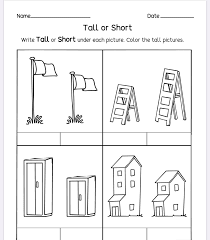 Name Date
Tall or Short
Write Tall or Short under each picture. Color the tall pictures.